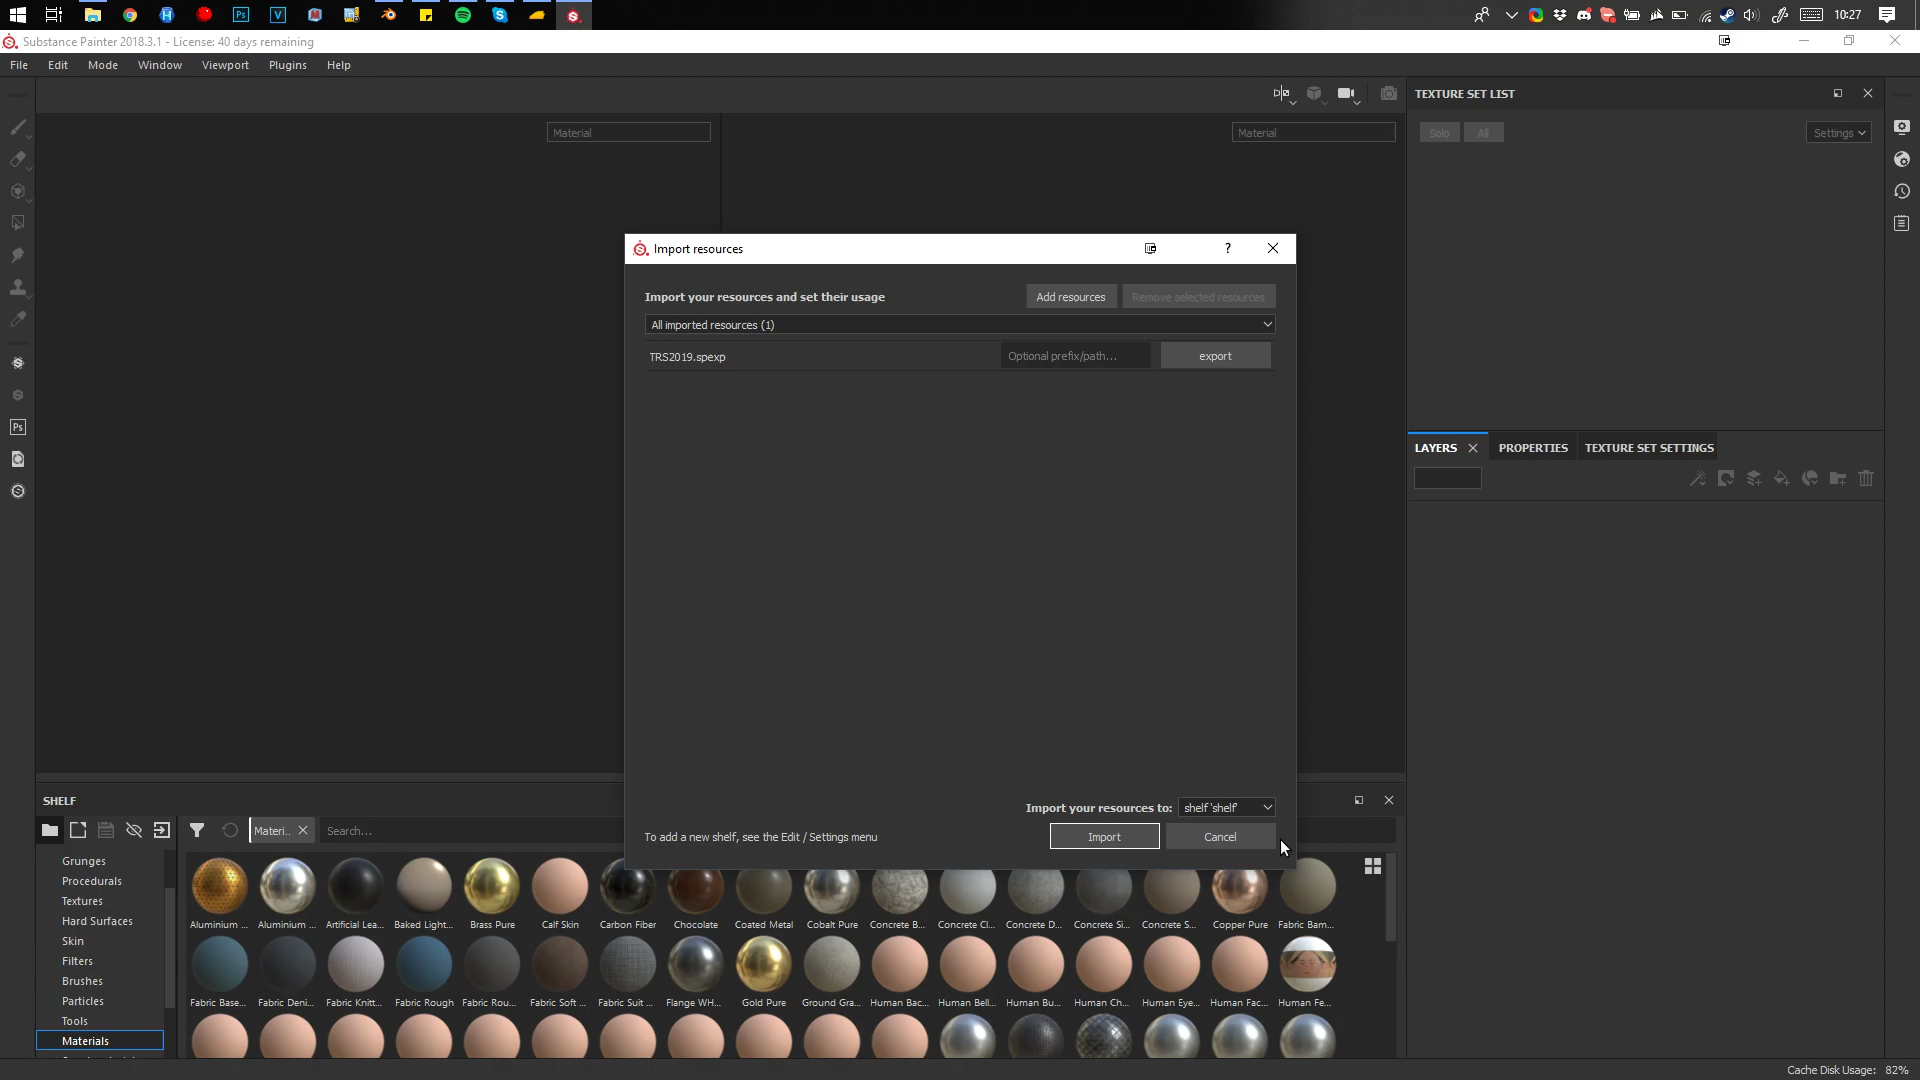 10:27
Substance Painter 2018.3.1 - License: 40 days remaining
File Edit Mode Window Viewport Plugins Help
TEXTURE SET LIST
Material
Material
Solo All Settings
Import resources
?
Import your resources and set their usage
Add resources
Remove selected resources
All imported resources (1)
TRS2019.spexp
Optional prefix/path...
export
LAYERS PROPERTIES TEXTURE SET SETTINGS
Import your resources to: shelf 'shelf'
To add a new shelf, see the Edit / Settings menu
Import
Cancel
SHELF
Materi.. Search...
Grunges
Procedurals
Textures
Hard Surfaces
Skin
Filters
Brushes
Particles
Tools
Materials
Aluminium ... Aluminium ... Artificial Lea... Baked Light... Brass Pure Calf Skin Carbon Fiber Chocolate Coated Metal Cobalt Pure Concrete B... Concrete Cl... Concrete D... Concrete Si... Concrete S... Copper Pure Fabric Bam...
Fabric Base... Fabric Deni... Fabric Knitt... Fabric Rough Fabric Rou... Fabric Soft ... Fabric Suit ... Flange WH... Gold Pure Ground Gra... Human Bac... Human Bell... Human Bu... Human Ch... Human Eye... Human Fac... Human Fe...
Cache Disk Usage: 82%